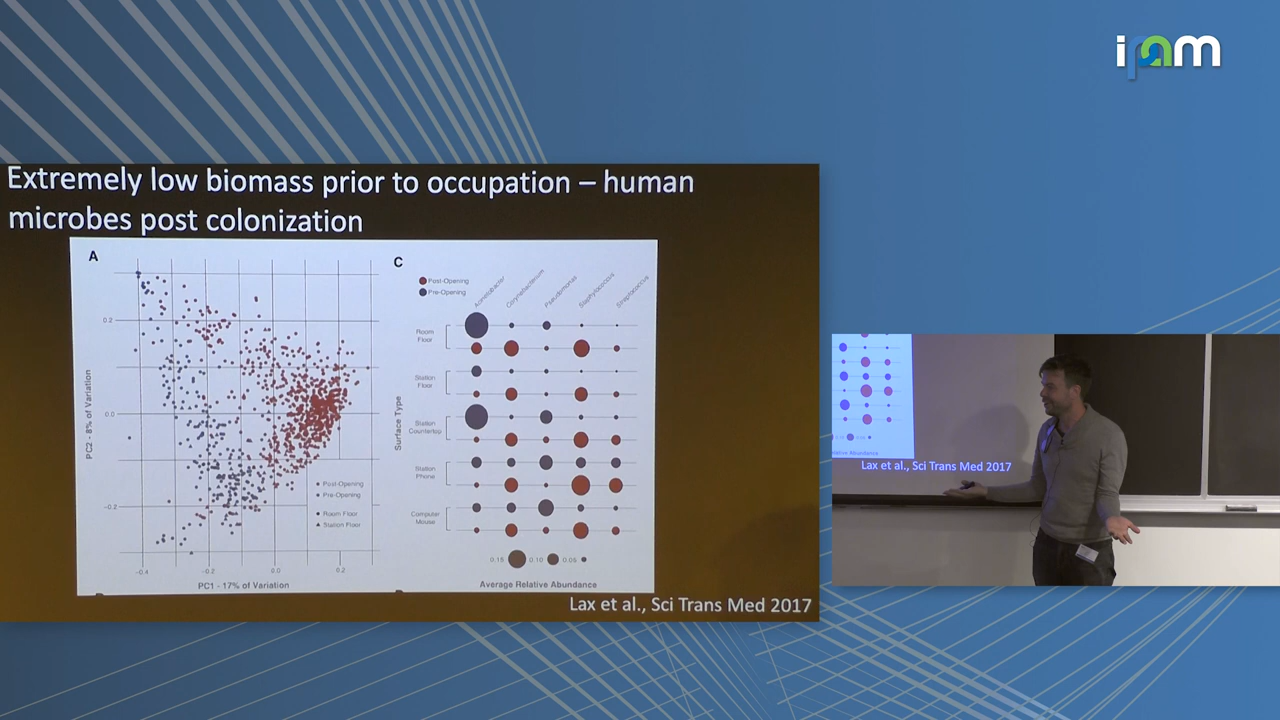 ipam
Extremely low biomass prior to occupation – human
microbes post colonization
A
C
Post-Opening
Pre-Opening
Acinetobacter
Corynebacterium
Pseudomonas
Staphylococcus
Streptococcus
Room
Floor
Station
Floor
Station
Countertop
Station
Phone
Computer
Mouse
Surface Type
0.15
0.10
0.05
Average Relative Abundance
0.2
0.0
-0.2
PC2 - 8% of Variation
Post-Opening
Pre-Opening
Room Floor
Station Floor
-0.4
-0.2
0.0
0.2
PC1 - 17% of Variation
Lax et al., Sci Trans Med 2017
Lax et al., Sci Trans Med 2017